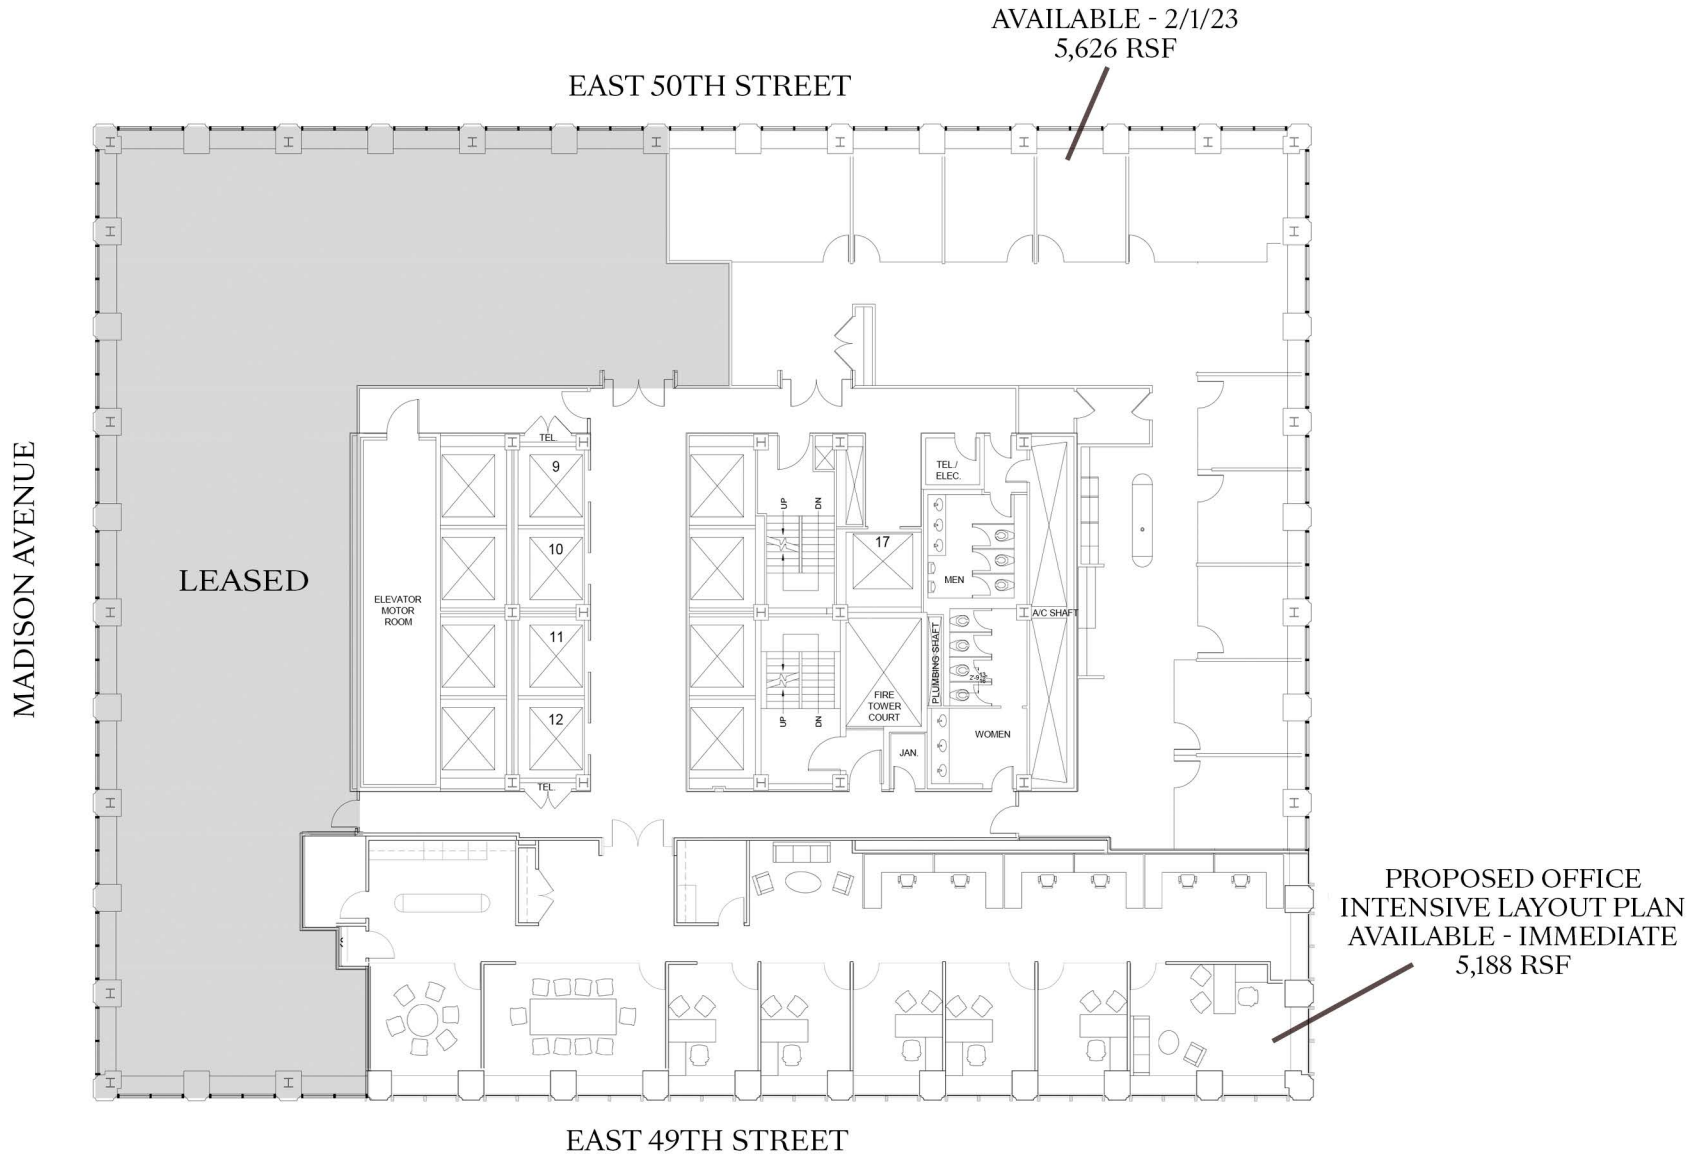 AVAILABLE - 2/1/23
5,626 RSF
EAST 50TH STREET
MADISON AVENUE
LEASED
TEL.
9
10
11
12
TEL.
ELEVATOR
MOTOR
ROOM
UP
DN
UP
DN
17
FIRE
TOWER
COURT
TEL./
ELEC.
MEN
PLUMBING SHAFT
WOMEN
JAN.
A/C SHAFT
PROPOSED OFFICE
INTENSIVE LAYOUT PLAN
AVAILABLE - IMMEDIATE
5,188 RSF
EAST 49TH STREET